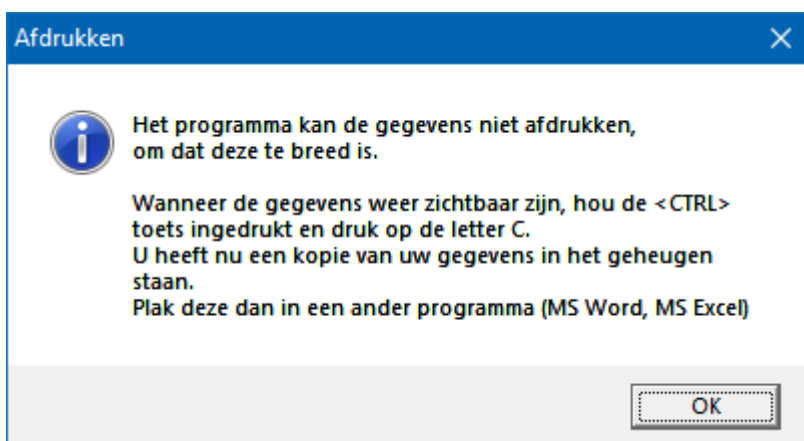 Afdrukken
Het programma kan de gegevens niet afdrukken,
om dat deze te breed is.
Wanneer de gegevens weer zichtbaar zijn, hou de <CTRL>
toets ingedrukt en druk op de letter C.
U heeft nu een kopie van uw gegevens in het geheugen
staan.
Plak deze dan in een ander programma (MS Word, MS Excel)
OK